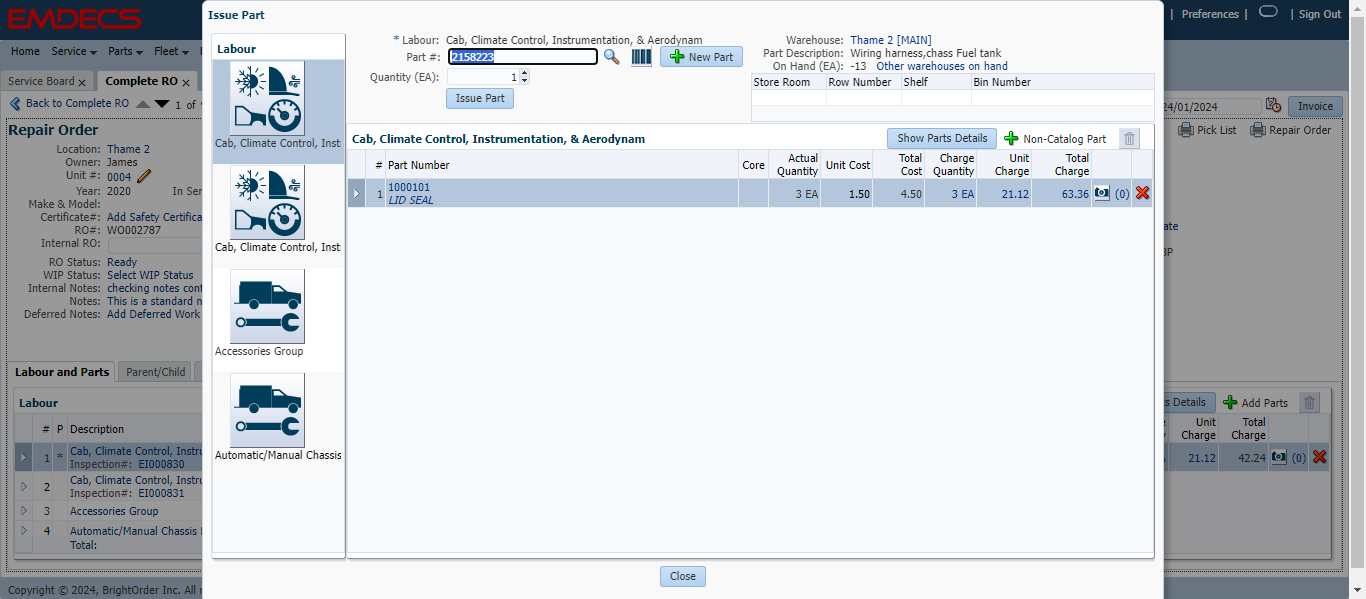 EMDECS
| Preferences | | Sign Out
Home Service Parts Fleet
Service Board x Complete RO x
Back to Complete RO 1 of
24/01/2024 Invoice
Pick List Repair Order
Repair Order
Location: Thame 2
Owner: James
Unit #: 0004
Year: 2020 In Ser
Make & Model:
Certificate#: Add Safety Certifica
RO#: WO002787
Internal RO:
RO Status: Ready
WIP Status: Select WIP Status
Internal Notes: checking notes cont
Notes: This is a standard n
Deferred Notes: Add Deferred Work
Labour and Parts Parent/Child
Labour
# P Description
1 * Cab, Climate Control, Instru
Inspection#: EI000830
2 Cab, Climate Control, Instru
Inspection#: EI000831
3 Accessories Group
4 Automatic/Manual Chassis
Total:
Copyright © 2024, BrightOrder Inc. All r
Issue Part
Labour
Cab, Climate Control, Inst
Cab, Climate Control, Inst
Accessories Group
Automatic/Manual Chassis
* Labour: Cab, Climate Control, Instrumentation, & Aerodynam
Part #: 2158223 New Part
Quantity (EA): 1
Issue Part
Warehouse: Thame 2 [MAIN]
Part Description: Wiring harness,chass Fuel tank
On Hand (EA): -13 Other warehouses on hand
Store Room Row Number Shelf Bin Number
Cab, Climate Control, Instrumentation, & Aerodynam Show Parts Details Non-Catalog Part
# Part Number Core Actual Quantity Unit Cost Total Cost Charge Quantity Unit Charge Total Charge
1 1000101 3 EA 1.50 4.50 3 EA 21.12 63.36 (0)
LID SEAL
Close
ate
BP
s Details Add Parts
Unit Charge Total Charge
21.12 42.24 (0)